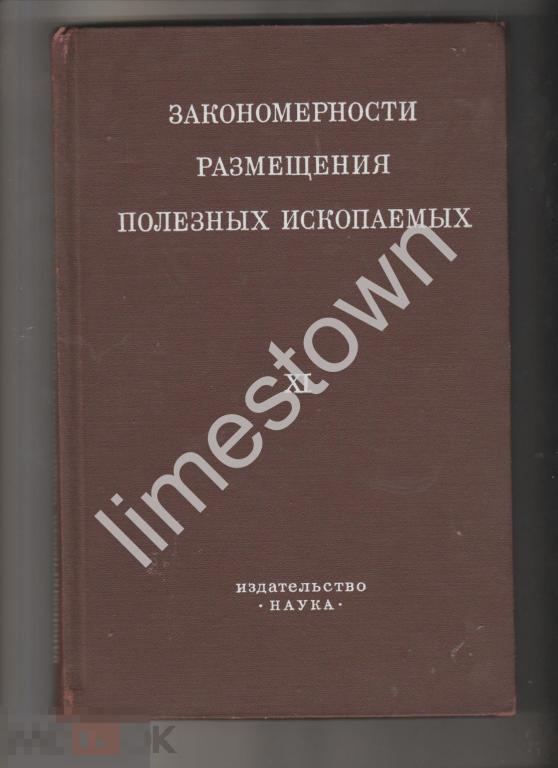 ЗАКОНОМЕРНОСТИ
РАЗМЕЩЕНИЯ
ПОЛЕЗНЫХ ИСКОПАЕМЫХ
XI
limestown
издательство
· НАУКА ·